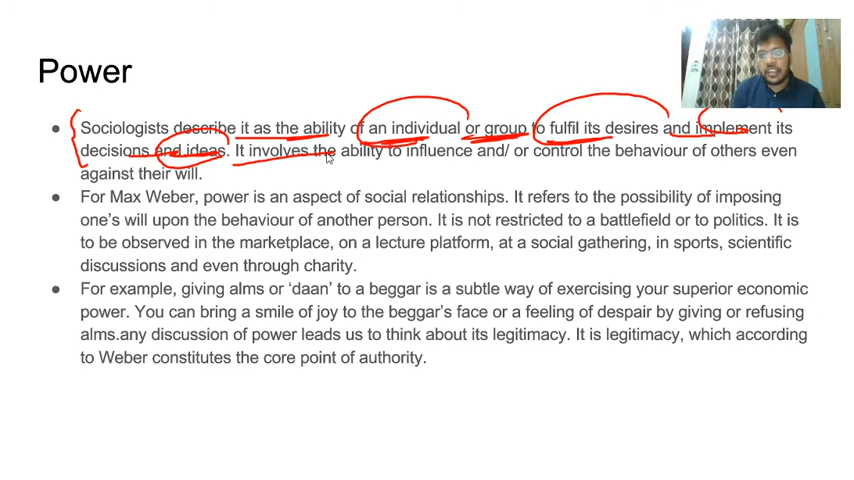 Power
● Sociologists describe it as the ability of an individual or group to fulfil its desires and implement its
decisions and ideas. It involves the ability to influence and/ or control the behaviour of others even
against their will.
● For Max Weber, power is an aspect of social relationships. It refers to the possibility of imposing
one's will upon the behaviour of another person. It is not restricted to a battlefield or to politics. It is
to be observed in the marketplace, on a lecture platform, at a social gathering, in sports, scientific
discussions and even through charity.
● For example, giving alms or 'daan' to a beggar is a subtle way of exercising your superior economic
power. You can bring a smile of joy to the beggar's face or a feeling of despair by giving or refusing
alms.any discussion of power leads us to think about its legitimacy. It is legitimacy, which according
to Weber constitutes the core point of authority.